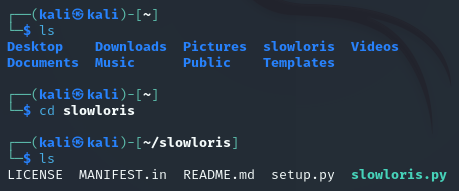 ┌──(kali㉿kali)-[~]
└─$ ls
Desktop    Downloads  Pictures  slowloris  Videos
Documents  Music      Public    Templates
┌──(kali㉿kali)-[~]
└─$ cd slowloris
┌──(kali㉿kali)-[~/slowloris]
└─$ ls
LICENSE  MANIFEST.in  README.md  setup.py  slowloris.py